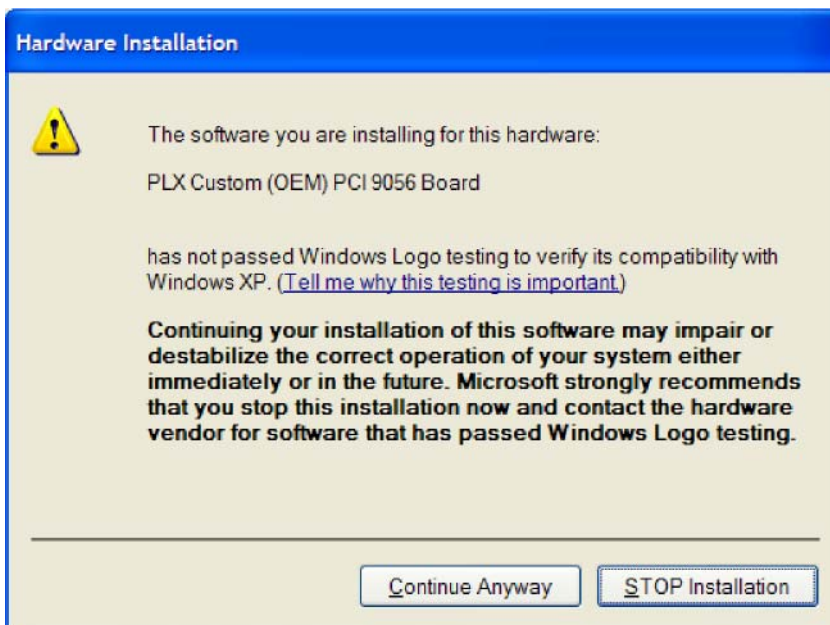 Hardware Installation
The software you are installing for this hardware:
PLX Custom (OEM) PCI 9056 Board
has not passed Windows Logo testing to verify its compatibility with
Windows XP. (Tell me why this testing is important.)
Continuing your installation of this software may impair or
destabilize the correct operation of your system either
immediately or in the future. Microsoft strongly recommends
that you stop this installation now and contact the hardware
vendor for software that has passed Windows Logo testing.
Continue Anyway
STOP Installation